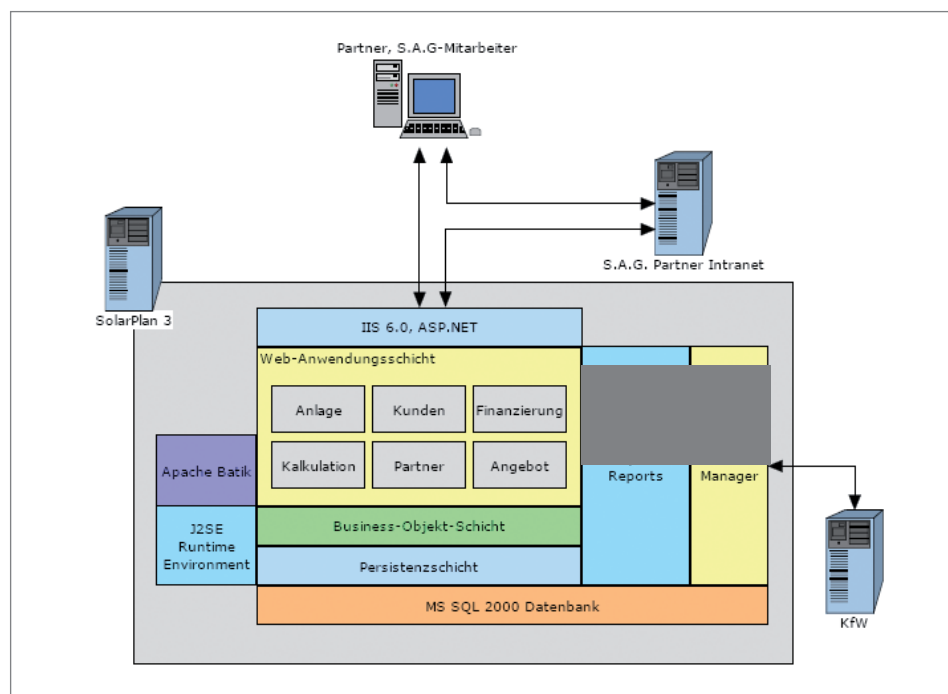 Partner, S.A.G-Mitarbeiter
S.A.G. Partner Intranet
SolarPlan 3
IIS 6.0, ASP.NET
Web-Anwendungsschicht
Anlage
Kunden
Finanzierung
Kalkulation
Partner
Angebot
Apache Batik
Reports
Manager
J2SE
Runtime
Environment
Business-Objekt-Schicht
Persistenzschicht
MS SQL 2000 Datenbank
KfW